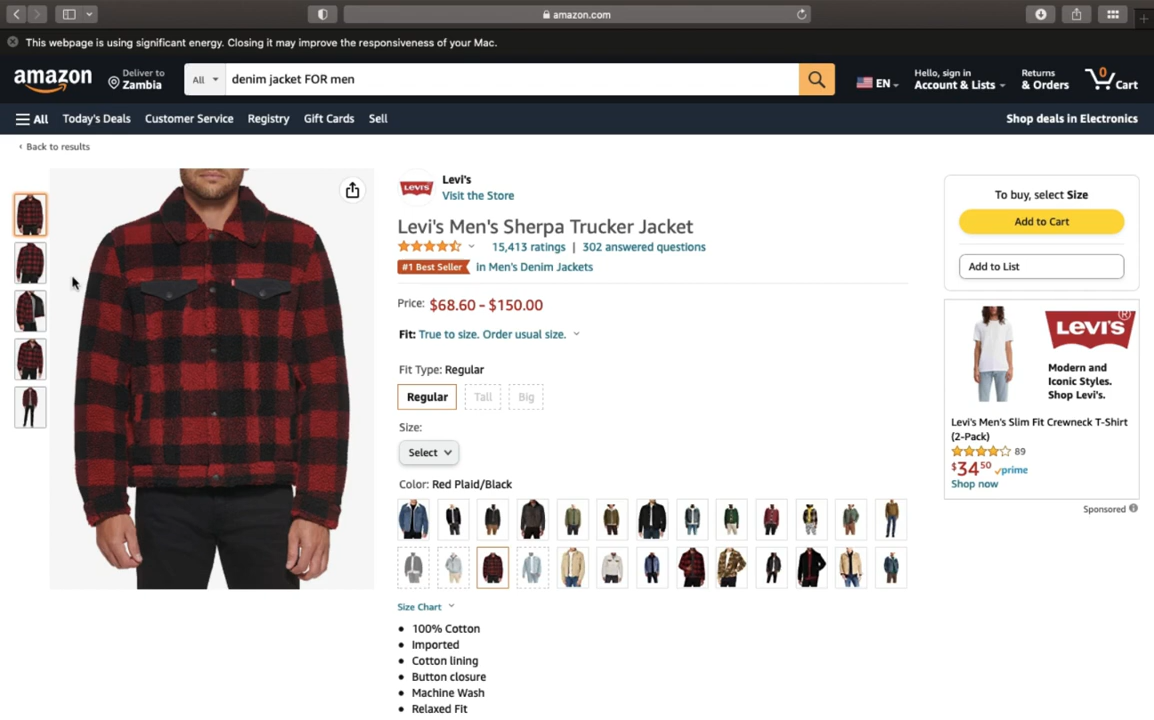 amazon.com
This webpage is using significant energy. Closing it may improve the responsiveness of your Mac.
amazon
Deliver to
Zambia
All
denim jacket FOR men
EN
Hello, sign in
Account & Lists
Returns
& Orders
0
Cart
All
Today's Deals
Customer Service
Registry
Gift Cards
Sell
Shop deals in Electronics
‹ Back to results
LEVI'S
Levi's
Visit the Store
Levi's Men's Sherpa Trucker Jacket
15,413 ratings | 302 answered questions
#1 Best Seller in Men's Denim Jackets
Price: $68.60 - $150.00
Fit: True to size. Order usual size.
Fit Type: Regular
Regular
Tall
Big
Size:
Select
Color: Red Plaid/Black
Size Chart
• 100% Cotton
• Imported
• Cotton lining
• Button closure
• Machine Wash
• Relaxed Fit
To buy, select Size
Add to Cart
Add to List
LEVI'S®
Modern and
Iconic Styles.
Shop Levi's.
Levi's Men's Slim Fit Crewneck T-Shirt
(2-Pack)
89
$34.50 prime
Shop now
Sponsored